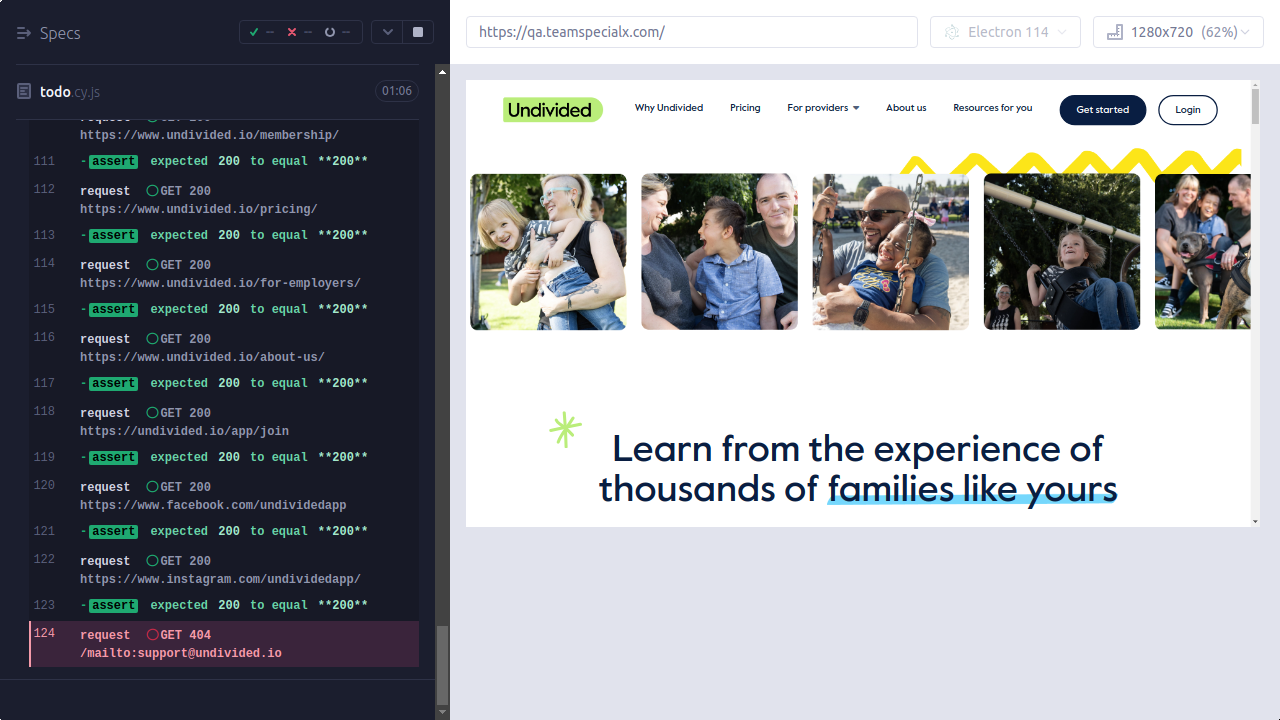 Specs
--
--
--
todo.cy.js
01:06
request GET 200
https://www.undivided.io/membership/
111 -assert expected 200 to equal **200**
112 request GET 200
https://www.undivided.io/pricing/
113 -assert expected 200 to equal **200**
114 request GET 200
https://www.undivided.io/for-employers/
115 -assert expected 200 to equal **200**
116 request GET 200
https://www.undivided.io/about-us/
117 -assert expected 200 to equal **200**
118 request GET 200
https://undivided.io/app/join
119 -assert expected 200 to equal **200**
120 request GET 200
https://www.facebook.com/undividedapp
121 -assert expected 200 to equal **200**
122 request GET 200
https://www.instagram.com/undividedapp/
123 -assert expected 200 to equal **200**
124 request GET 404
/mailto:support@undivided.io
https://qa.teamspecialx.com/
Electron 114
1280x720 (62%)
Undivided
Why Undivided
Pricing
For providers
About us
Resources for you
Get started
Login
Learn from the experience of
thousands of families like yours